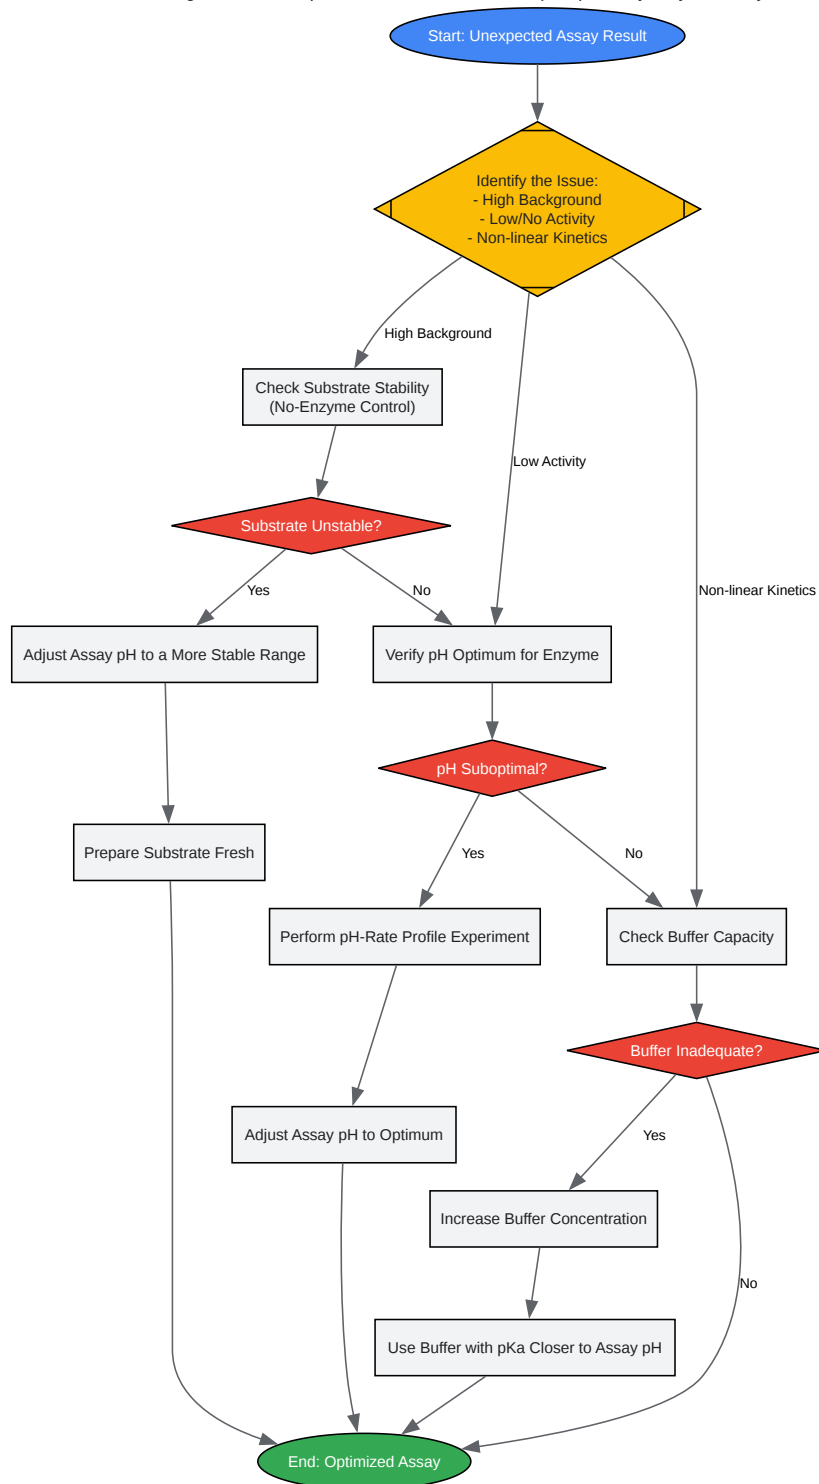 Start: Unexpected Assay Result
Identify the Issue:
- High Background
- Low/No Activity
- Non-linear Kinetics
High Background
Check Substrate Stability
(No-Enzyme Control)
Low Activity
Substrate Unstable?
Yes
No
Non-linear Kinetics
Adjust Assay pH to a More Stable Range
Verify pH Optimum for Enzyme
pH Suboptimal?
Prepare Substrate Fresh
Yes
No
Perform pH-Rate Profile Experiment
Check Buffer Capacity
Buffer Inadequate?
Adjust Assay pH to Optimum
Yes
Increase Buffer Concentration
No
Use Buffer with pKa Closer to Assay pH
End: Optimized Assay